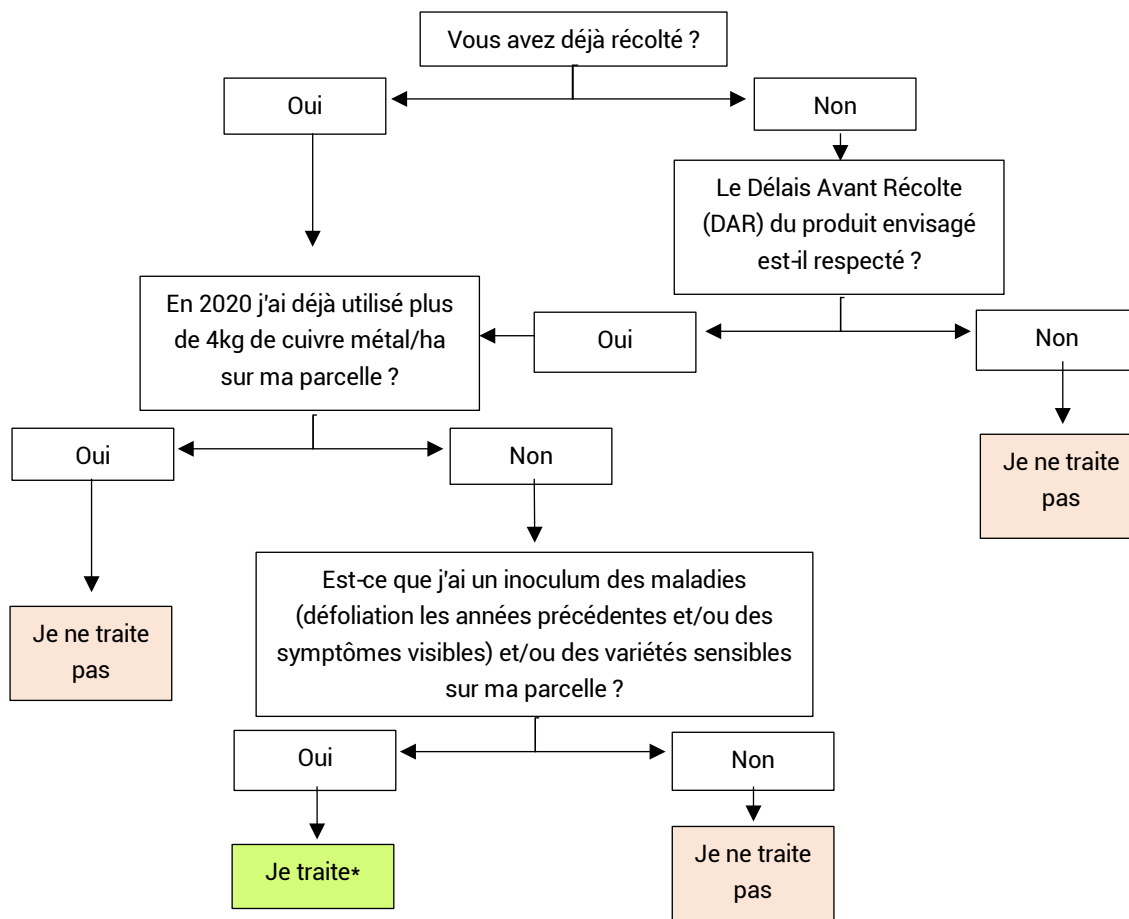 Vous avez déjà récolté ?
Oui
Non
Le Délais Avant Récolte
(DAR) du produit envisagé
est-il respecté ?
En 2020 j'ai déjà utilisé plus
de 4kg de cuivre métal/ha
sur ma parcelle ?
Oui
Non
Oui
Non
Je ne traite
pas
Est-ce que j'ai un inoculum des maladies
(défoliation les années précédentes et/ou des
symptômes visibles) et/ou des variétés sensibles
sur ma parcelle ?
Je ne traite
pas
Oui
Non
Je traite*
Je ne traite
pas